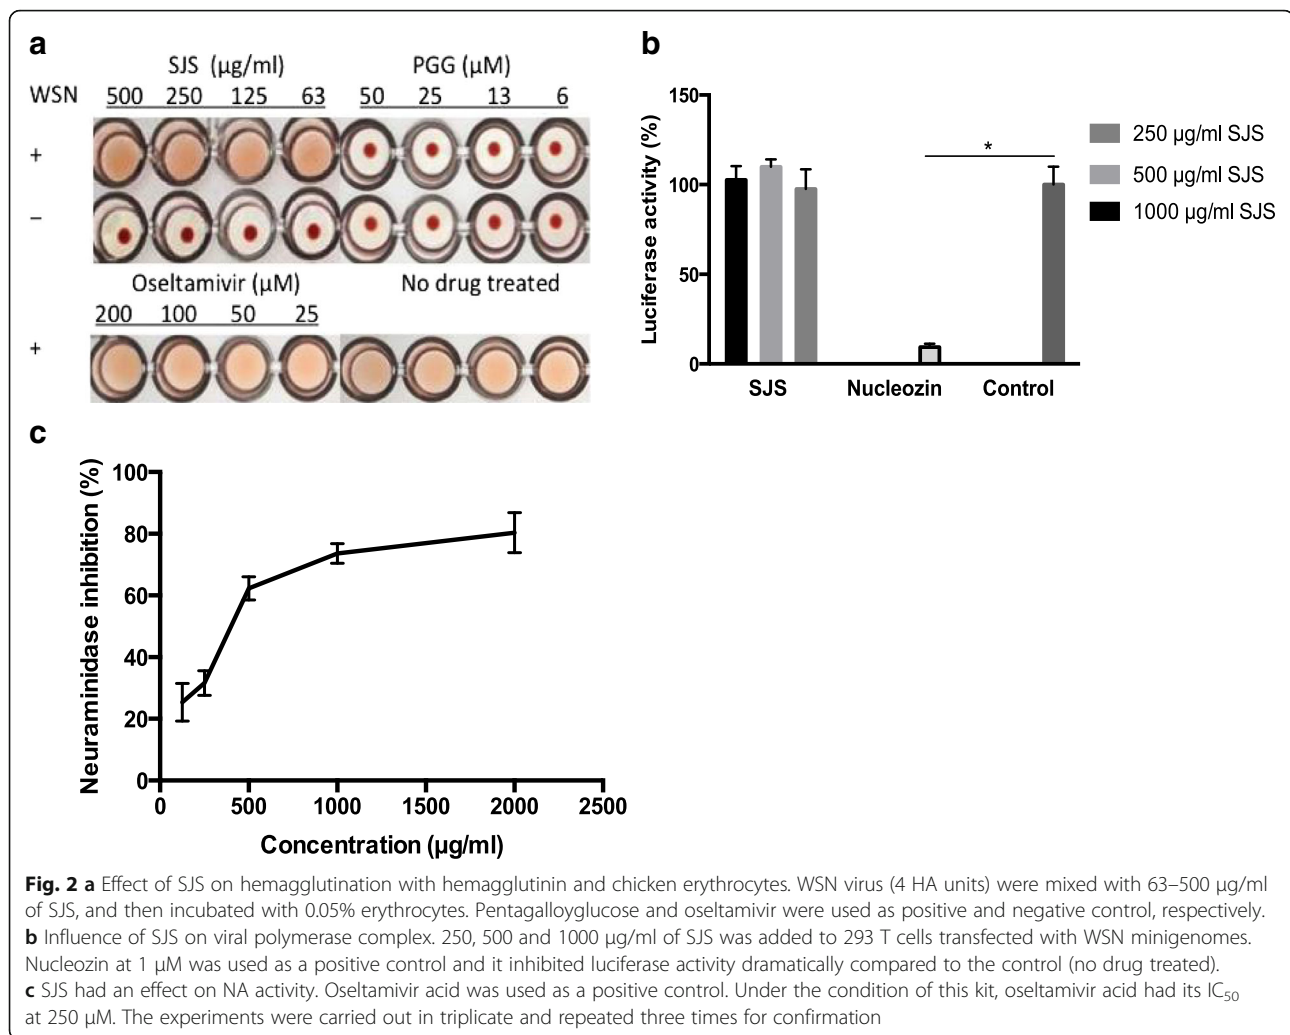 a
SJS (µg/ml) PGG (µM)
WSN 500 250 125 63 50 25 13 6
+
−
Oseltamivir (µM) No drug treated
200 100 50 25
+
b
Luciferase activity (%)
150
100
50
0
*
SJS Nucleozin Control
250 µg/ml SJS
500 µg/ml SJS
1000 µg/ml SJS
c
Neuraminidase inhibition (%)
100
80
60
40
20
0
0 500 1000 1500 2000 2500
Concentration (µg/ml)
Fig. 2 a Effect of SJS on hemagglutination with hemagglutinin and chicken erythrocytes. WSN virus (4 HA units) were mixed with 63–500 µg/ml
of SJS, and then incubated with 0.05% erythrocytes. Pentagalloyglucose and oseltamivir were used as positive and negative control, respectively.
b Influence of SJS on viral polymerase complex. 250, 500 and 1000 µg/ml of SJS was added to 293 T cells transfected with WSN minigenomes.
Nucleozin at 1 µM was used as a positive control and it inhibited luciferase activity dramatically compared to the control (no drug treated).
c SJS had an effect on NA activity. Oseltamivir acid was used as a positive control. Under the condition of this kit, oseltamivir acid had its IC50
at 250 µM. The experiments were carried out in triplicate and repeated three times for confirmation